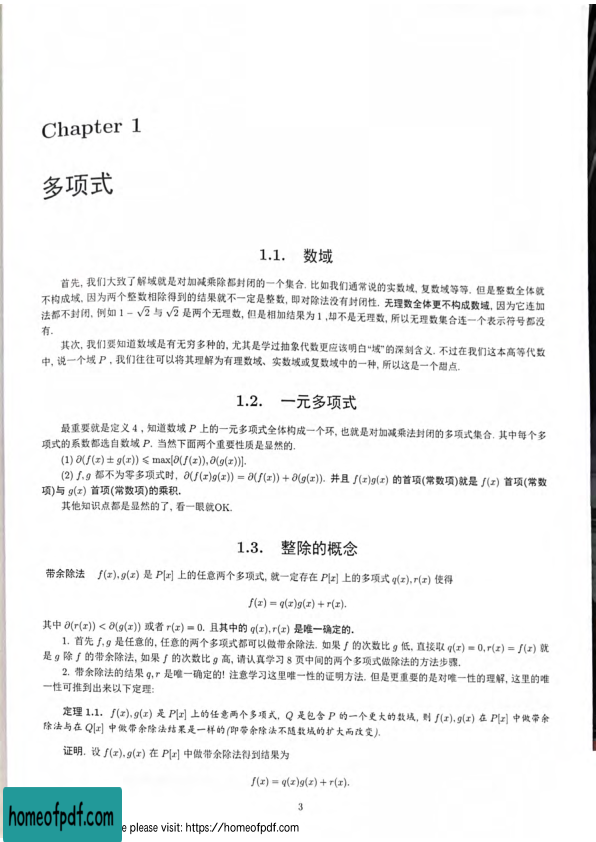 Chapter 1
多项式
1.1. 数域
首先, 我们大致了解域就是对加减乘除都封闭的一个集合. 比如我们通常说的实数域, 复数域等等. 但是整数全体就
不构成域, 因为两个整数相除得到的结果就不一定是整数, 即对除法没有封闭性. 无理数全体更不构成数域, 因为它连加
法都不封闭, 例如 1 − √2 与 √2 是两个无理数, 但是相加结果为 1 ,却不是无理数, 所以无理数集合连一个表示符号都没
有.
其次, 我们要知道数域是有无穷多种的, 尤其是学过抽象代数更应该明白“域”的深刻含义. 不过在我们这本高等代数
中, 说一个域 P , 我们往往可以将其理解为有理数域、实数域或复数域中的一种, 所以这是一个甜点.
1.2. 一元多项式
最重要就是定义 4 , 知道数域 P 上的一元多项式全体构成一个环, 也就是对加减乘法封闭的多项式集合. 其中每个多
项式的系数都选自数域 P. 当然下面两个重要性质是显然的.
(1) ∂(f(x) ± g(x)) ⩽ max[∂(f(x)), ∂(g(x))].
(2) f, g 都不为零多项式时, ∂(f(x)g(x)) = ∂(f(x)) + ∂(g(x)). 并且 f(x)g(x) 的首项(常数项)就是 f(x) 首项(常数
项)与 g(x) 首项(常数项)的乘积.
其他知识点都是显然的了, 看一眼就OK.
1.3. 整除的概念
带余除法 f(x), g(x) 是 P[x] 上的任意两个多项式, 就一定存在 P[x] 上的多项式 q(x), r(x) 使得
f(x) = q(x)g(x) + r(x).
其中 ∂(r(x)) < ∂(g(x)) 或者 r(x) = 0. 且其中的 q(x), r(x) 是唯一确定的.
1. 首先 f, g 是任意的, 任意的两个多项式都可以做带余除法. 如果 f 的次数比 g 低, 直接取 q(x) = 0, r(x) = f(x) 就
是 g 除 f 的带余除法, 如果 f 的次数比 g 高, 请认真学习 8 页中间的两个多项式做除法的方法步骤.
2. 带余除法的结果 q, r 是唯一确定的! 注意学习这里唯一性的证明方法. 但是更重要的是对唯一性的理解, 这里的唯
一性可推到出来以下定理:
定理 1.1. f(x), g(x) 是 P[x] 上的任意两个多项式, Q 是包含 P 的一个更大的数域, 则 f(x), g(x) 在 P[x] 中做带余
除法与在 Q[x] 中做带余除法结果是一样的(即带余除法不随数域的扩大而改变).
证明. 设 f(x), g(x) 在 P[x] 中做带余除法得到结果为
f(x) = q(x)g(x) + r(x).
3
homeofpdf.com
e please visit: https://homeofpdf.com